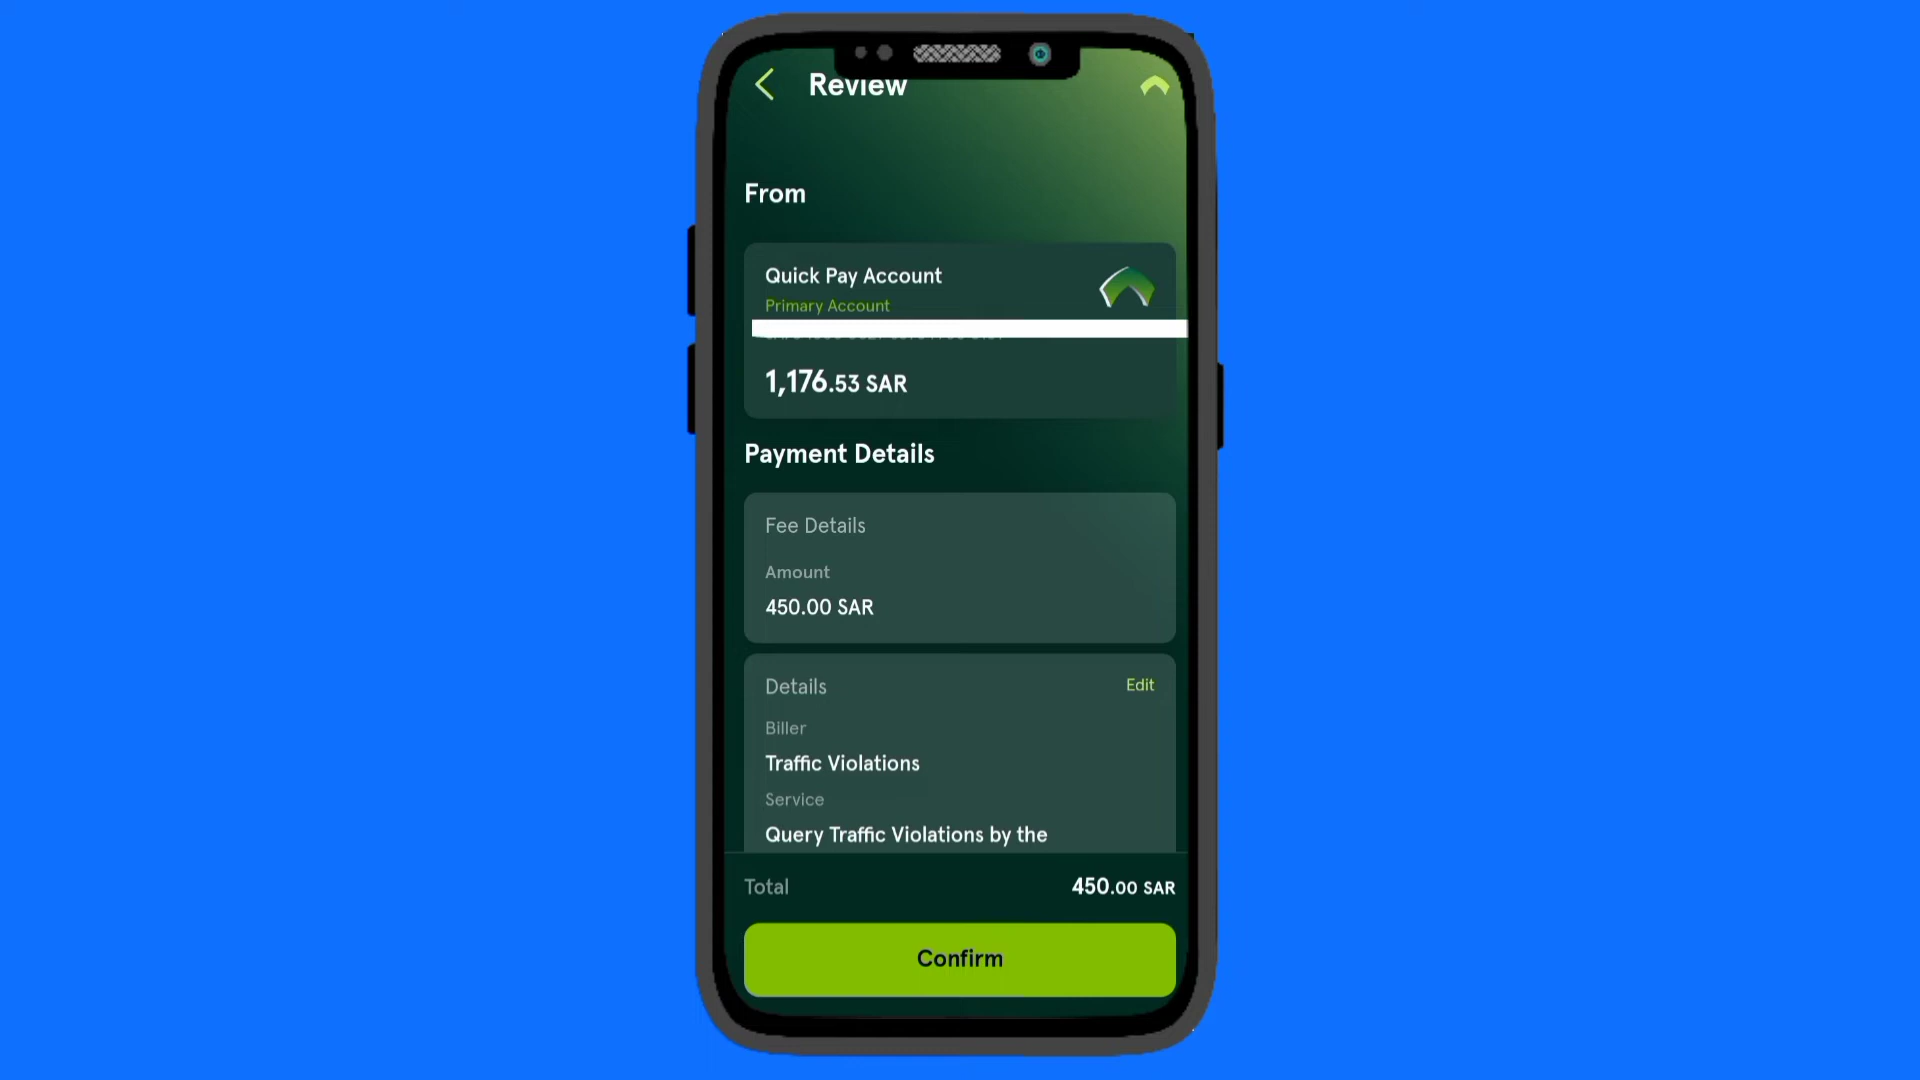 Review
From
Quick Pay Account
Primary Account
1,176.53 SAR
Payment Details
Fee Details
Amount
450.00 SAR
Details Edit
Biller
Traffic Violations
Service
Query Traffic Violations by the
Total 450.00 SAR
Confirm